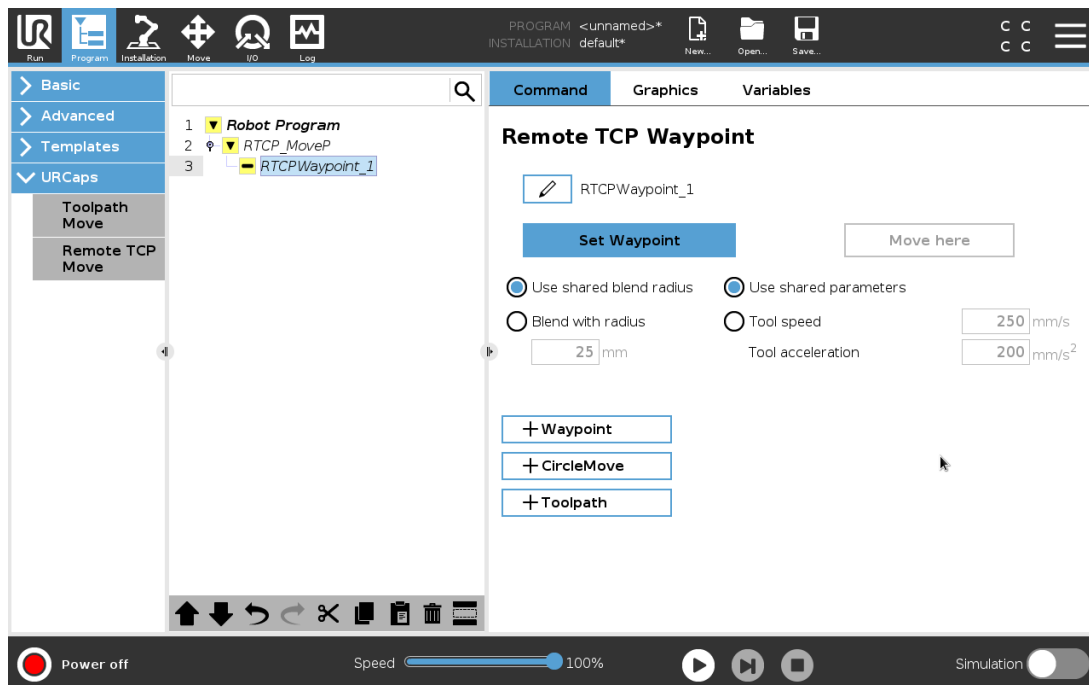 PROGRAM <unnamed>*
INSTALLATION default*
C C
C C
UR
Run Program Installation Move I/O Log New... Open... Save...
Basic
Advanced
Templates
URCaps
Toolpath
Move
Remote TCP
Move
1 Robot Program
2 RTCP_MoveP
3 RTCPWaypoint_1
Command Graphics Variables
Remote TCP Waypoint
RTCPWaypoint_1
Set Waypoint Move here
Use shared blend radius Use shared parameters
Blend with radius Tool speed 250 mm/s
25 mm Tool acceleration 200 mm/s2
+Waypoint
+CircleMove
+Toolpath
Power off Speed 100% Simulation